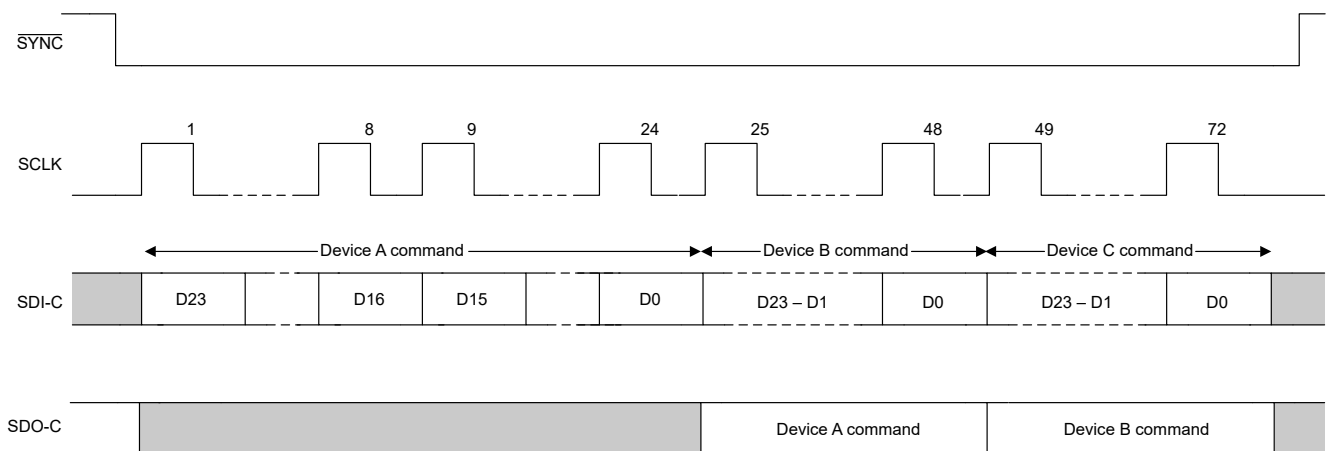 SYNC
1 8 9 24 25 48 49 72
SCLK
Device A command Device B command Device C command
SDI-C D23 D16 D15 D0 D23 – D1 D0 D23 – D1 D0
SDO-C Device A command Device B command